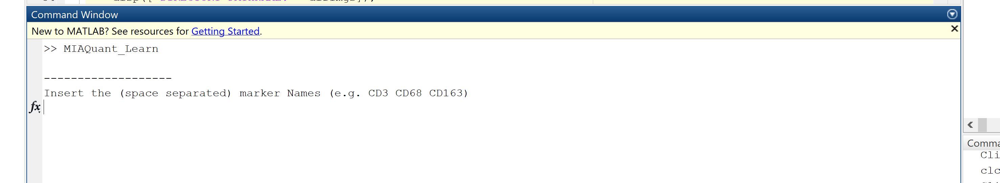 Command Window
New to MATLAB? See resources for Getting Started.
>> MIAQuant_Learn
-------------------
Insert the (space separated) marker Names (e.g. CD3 CD68 CD163)
fx
Comma
Cli
clc